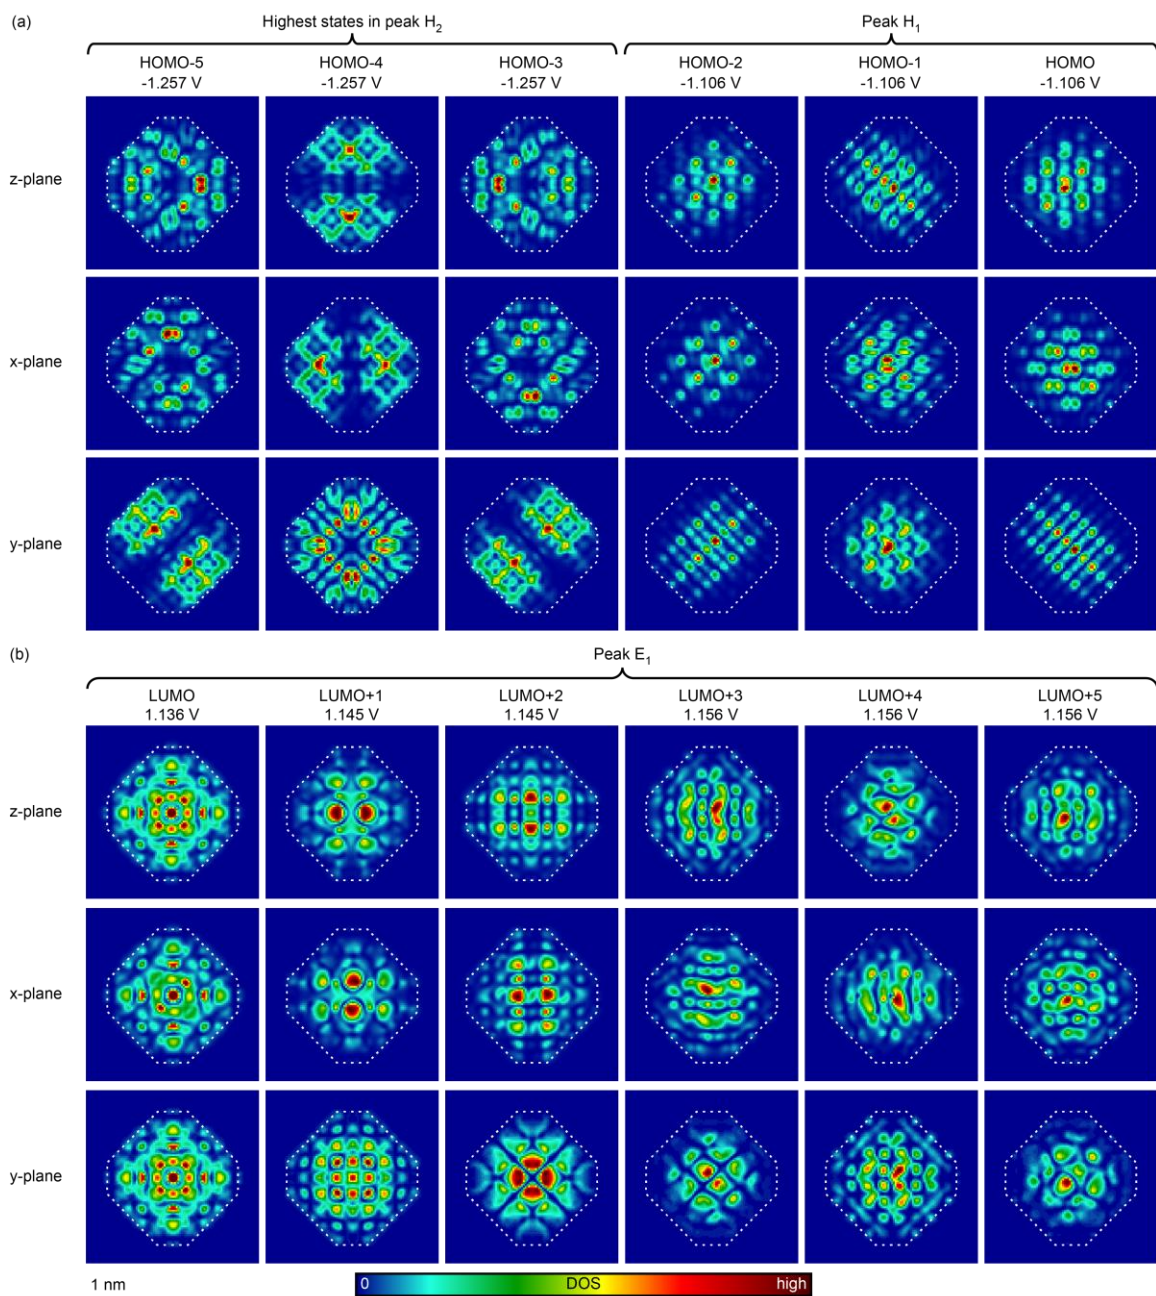 (a)
Highest states in peak H2
Peak H1
HOMO-5 HOMO-4 HOMO-3 HOMO-2 HOMO-1 HOMO
-1.257 V -1.257 V -1.257 V -1.106 V -1.106 V -1.106 V
z-plane
x-plane
y-plane
(b)
Peak E1
LUMO LUMO+1 LUMO+2 LUMO+3 LUMO+4 LUMO+5
1.136 V 1.145 V 1.145 V 1.156 V 1.156 V 1.156 V
z-plane
x-plane
y-plane
1 nm
0 DOS high